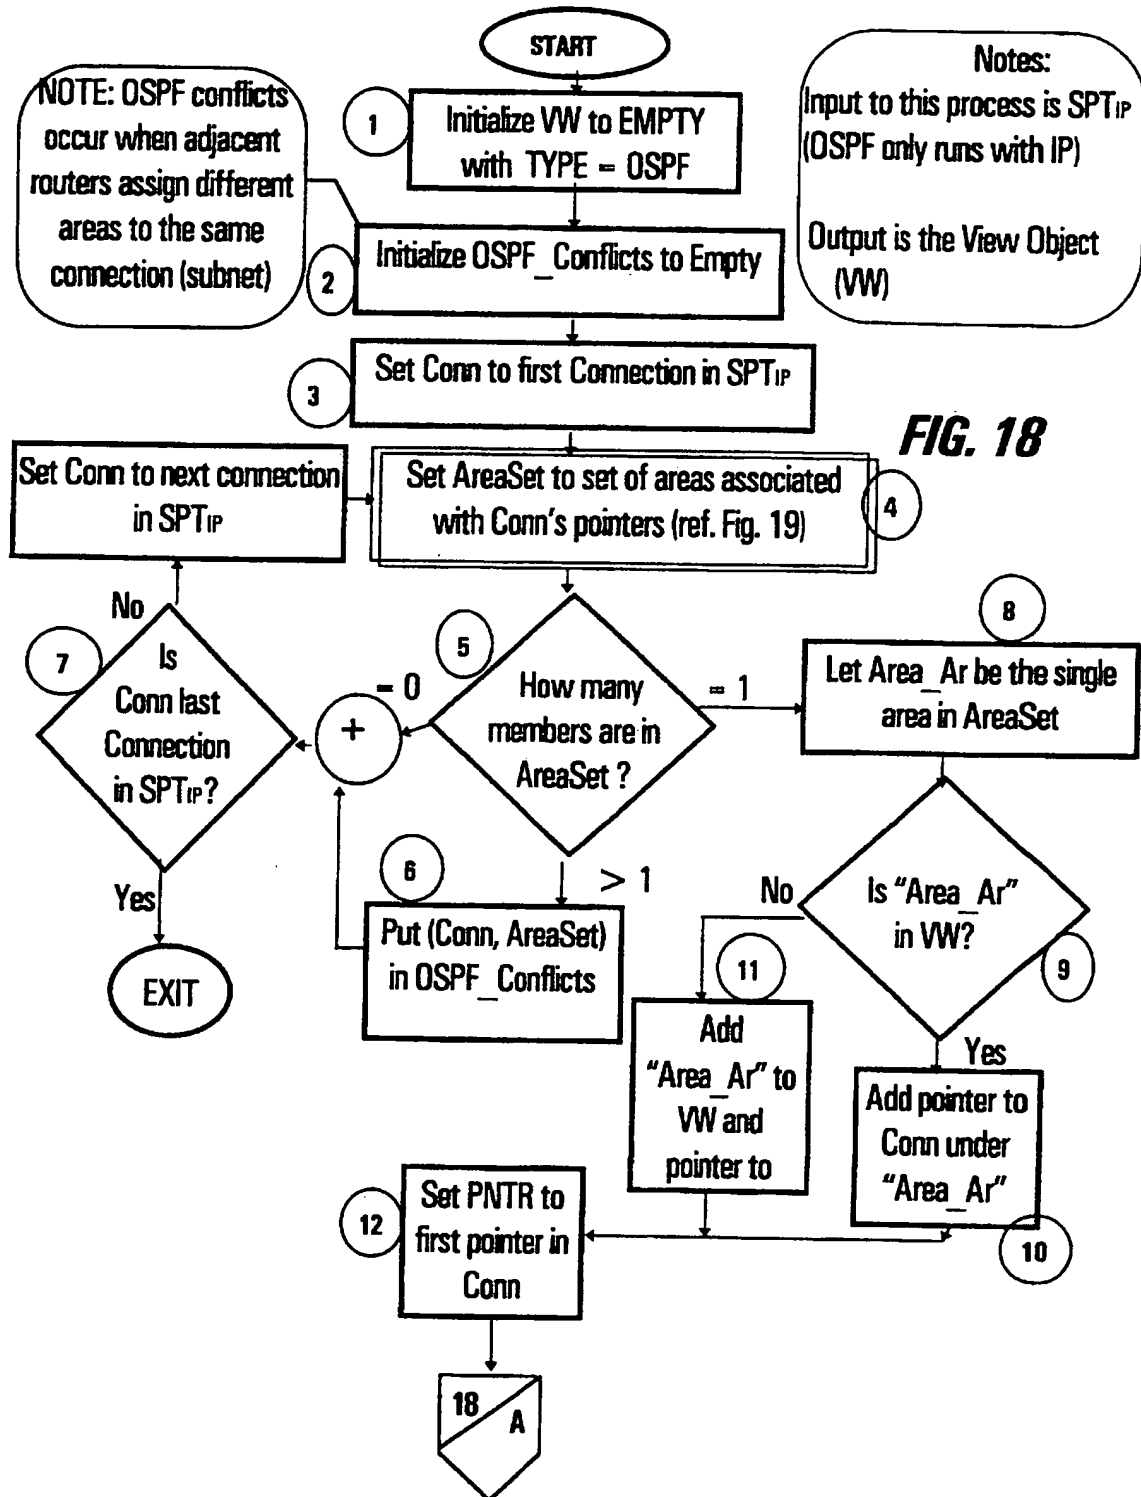 START
NOTE: OSPF conflicts
occur when adjacent
routers assign different
areas to the same
connection (subnet)
1
Initialize VW to EMPTY
with TYPE = OSPF
Notes:
Input to this process is SPTIP
(OSPF only runs with IP)
Output is the View Object
(VW)
2
Initialize OSPF_Conflicts to Empty
3
Set Conn to first Connection in SPTIP
FIG. 18
Set Conn to next connection
in SPTIP
Set AreaSet to set of areas associated
with Conn's pointers (ref. Fig. 19)
4
No
7
Is
Conn last
Connection
in SPTIP?
Yes
EXIT
+
= 0
5
How many
members are in
AreaSet ?
= 1
> 1
8
Let Area_Ar be the single
area in AreaSet
6
Put (Conn, AreaSet)
in OSPF_Conflicts
No
Is "Area_Ar"
in VW?
9
Yes
11
Add
"Area_Ar" to
VW and
pointer to
Add pointer to
Conn under
"Area_Ar"
10
12
Set PNTR to
first pointer in
Conn
18
A